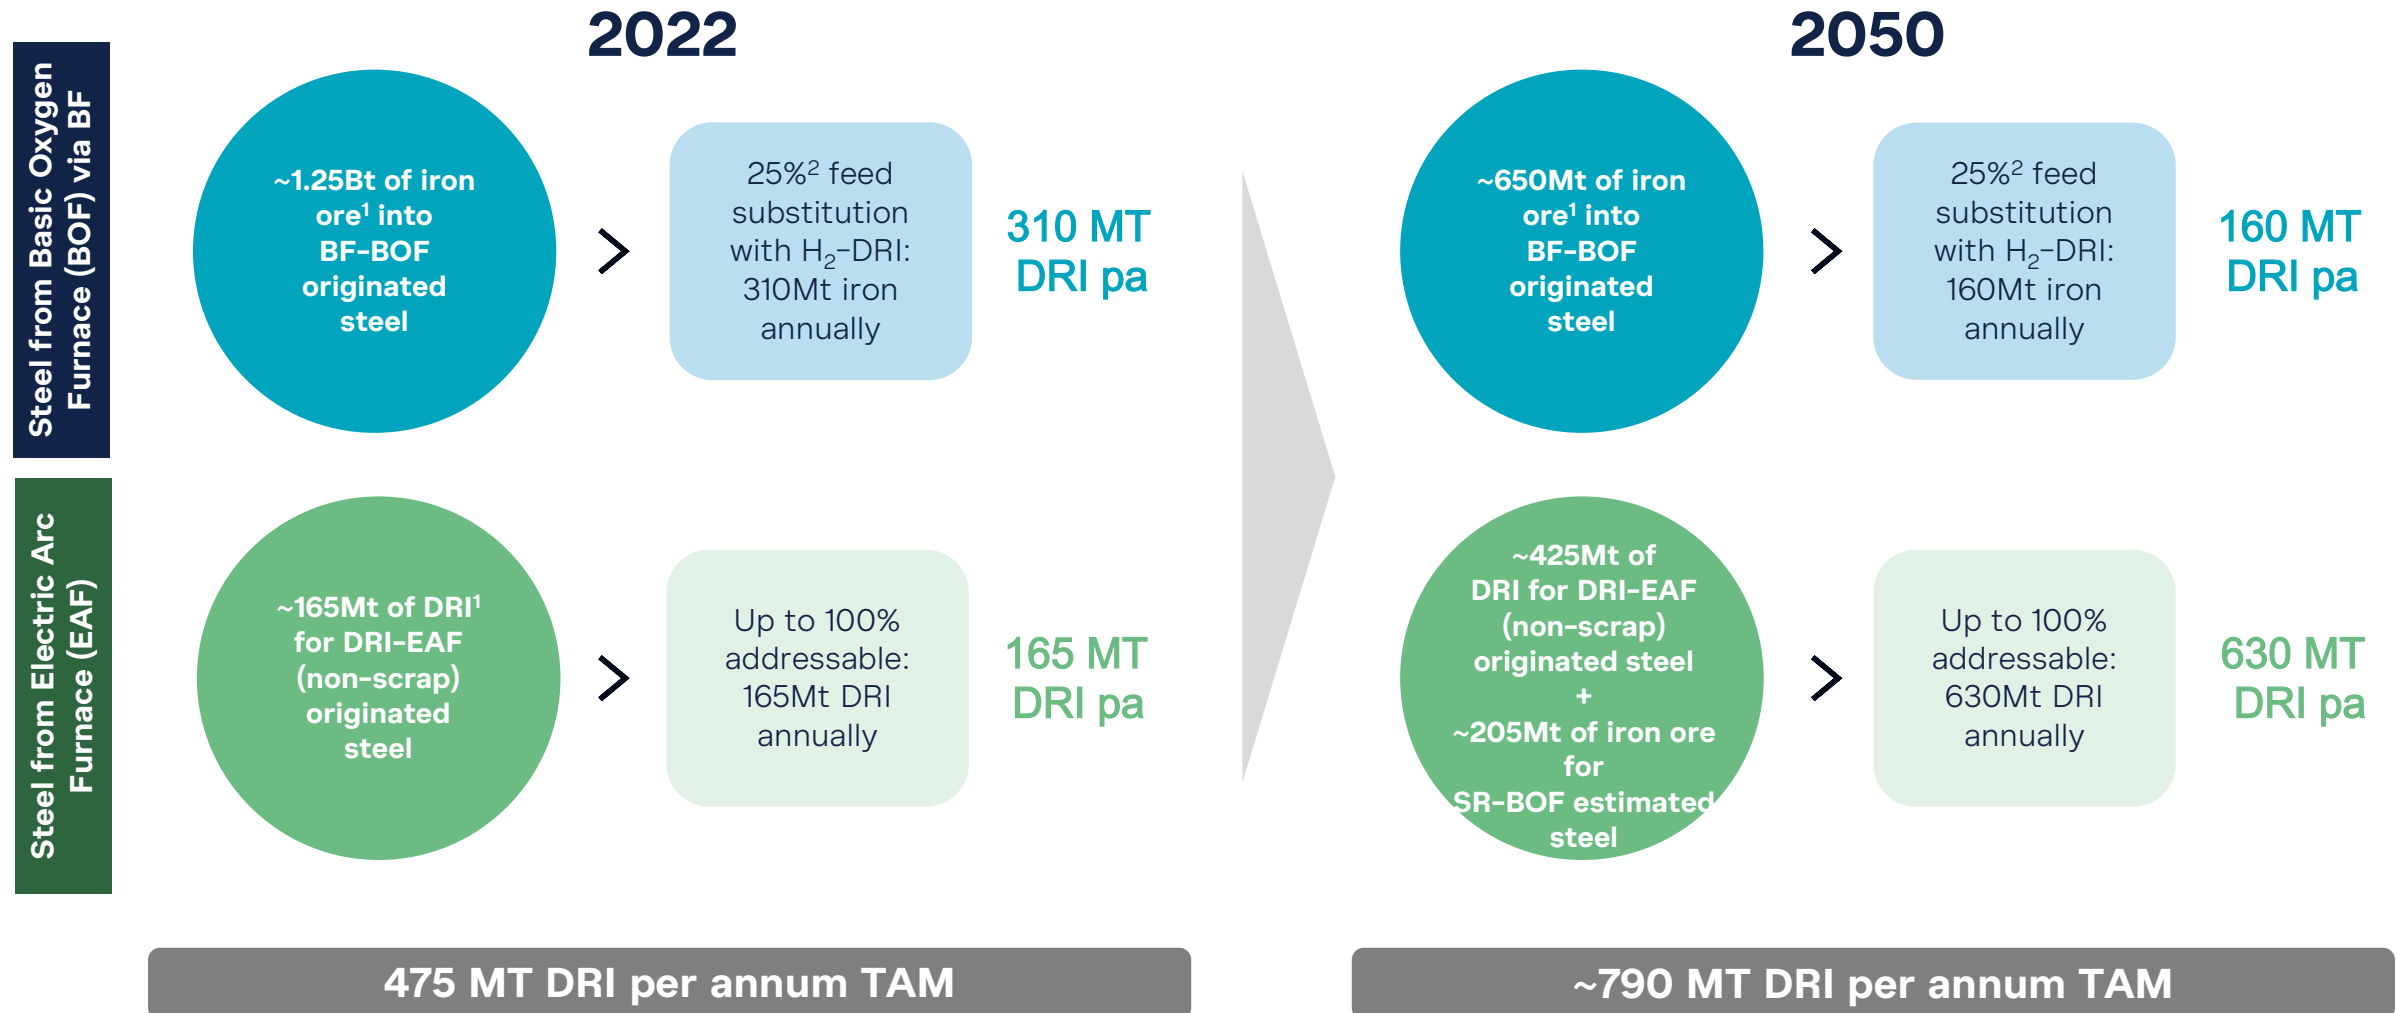 2022
2050
Steel from Basic Oxygen
Furnace (BOF) via BF
~1.25Bt of iron
ore¹ into
BF-BOF
originated
steel
>
25%² feed
substitution
with H₂-DRI:
310Mt iron
annually
310 MT
DRI pa
~650Mt of iron
ore¹ into
BF-BOF
originated
steel
>
25%² feed
substitution
with H₂-DRI:
160Mt iron
annually
160 MT
DRI pa
Steel from Electric Arc
Furnace (EAF)
~165Mt of DRI¹
for DRI-EAF
(non-scrap)
originated
steel
>
Up to 100%
addressable:
165Mt DRI
annually
165 MT
DRI pa
~425Mt of
DRI for DRI-EAF
(non-scrap)
originated steel
+
~205Mt of iron ore
for
SR-BOF estimated
steel
>
Up to 100%
addressable:
630Mt DRI
annually
630 MT
DRI pa
475 MT DRI per annum TAM
~790 MT DRI per annum TAM